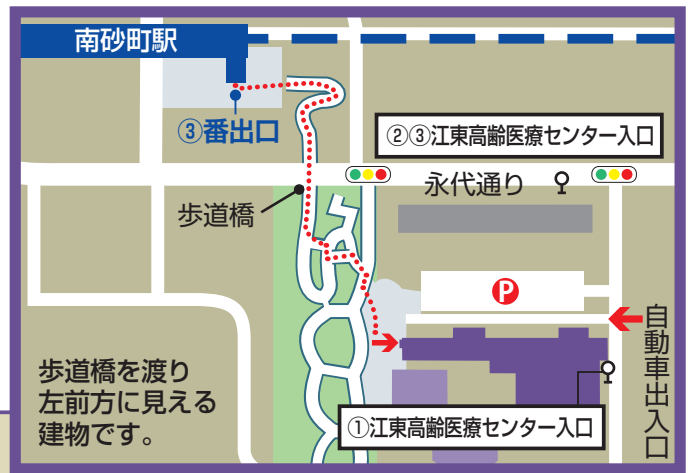 南砂町駅
③番出口
②③江東高齢医療センター入口
永代通り
歩道橋
P
自動車出入口
歩道橋を渡り
左前方に見える
建物です。
①江東高齢医療センター入口